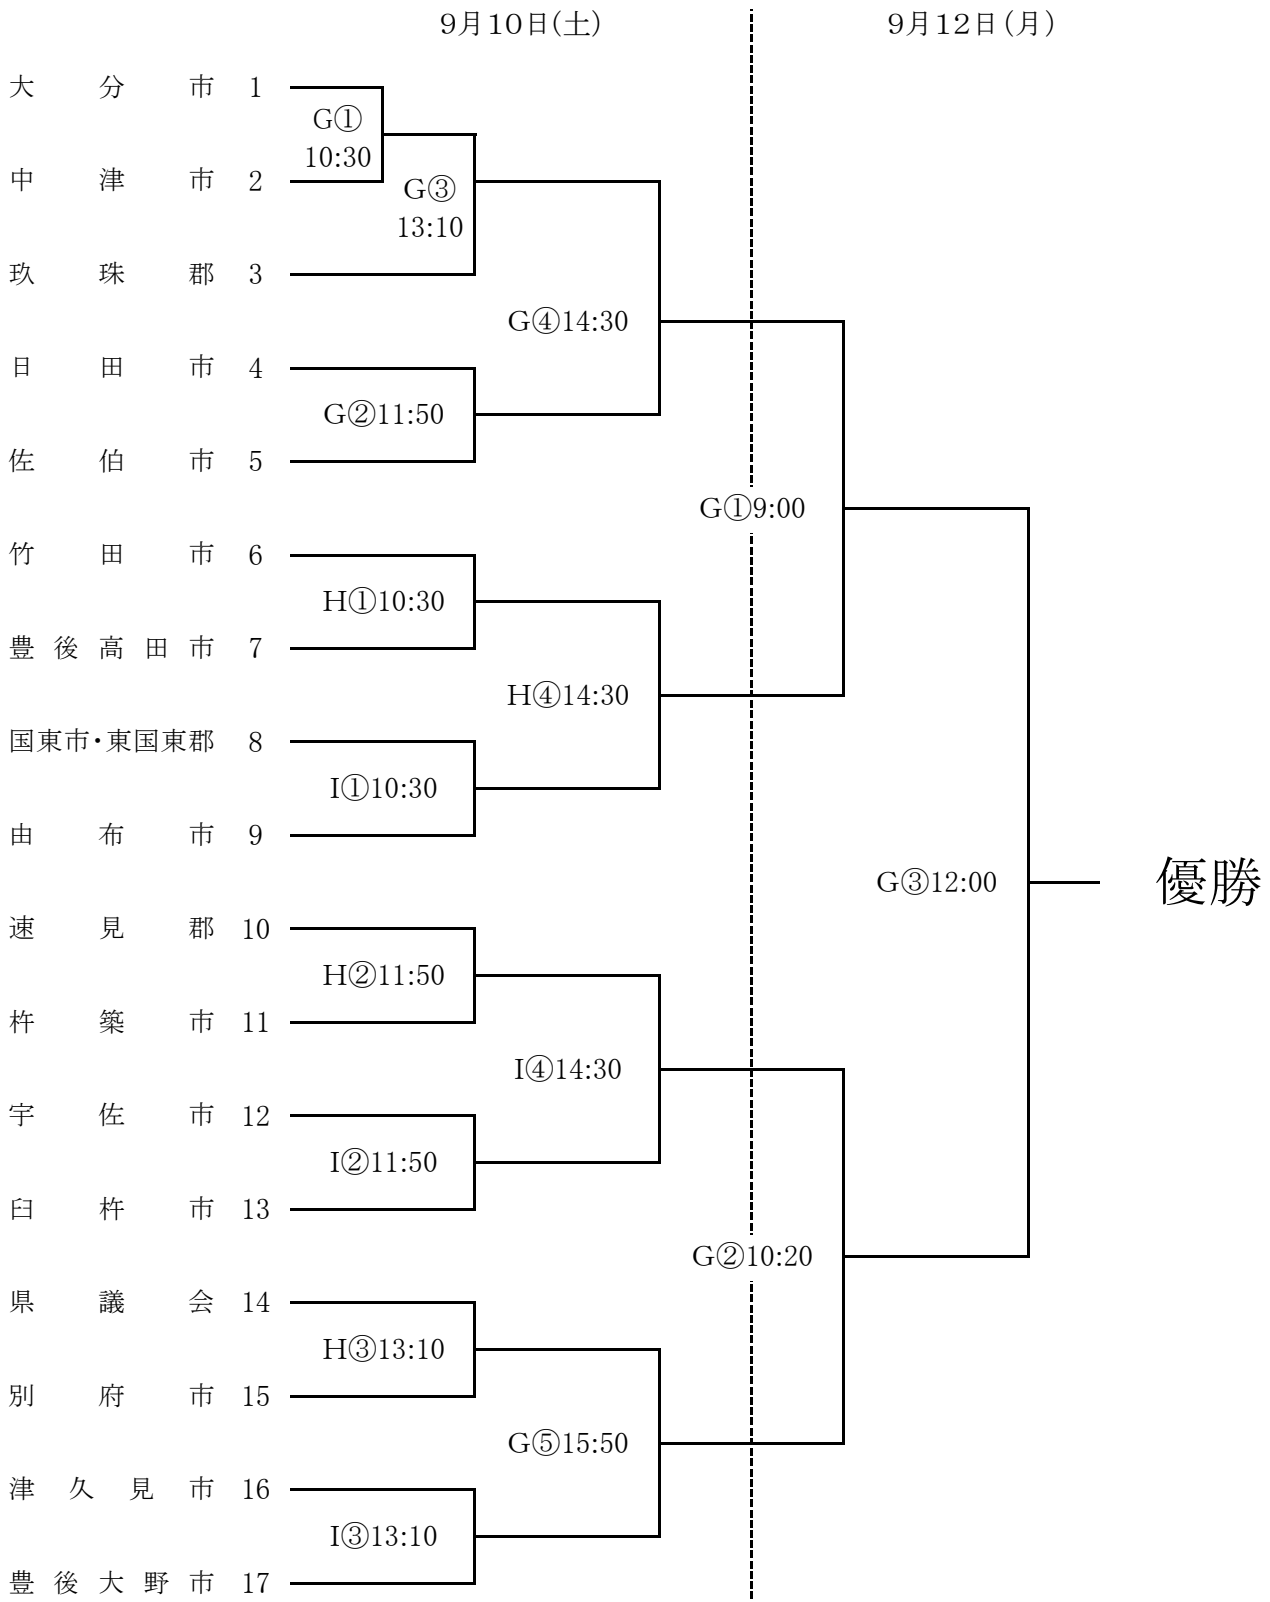 9月10日(土) 9月12日(月)
大分市 1
G①
10:30
中津市 2
G③
13:10
玖珠郡 3
G④14:30
日田市 4
G②11:50
佐伯市 5
G①9:00
竹田市 6
H①10:30
豊後高田市 7
H④14:30
国東市・東国東郡 8
I①10:30
由布市 9
G③12:00 優勝
速見郡 10
H②11:50
杵築市 11
I④14:30
宇佐市 12
I②11:50
臼杵市 13
G②10:20
県議会 14
H③13:10
別府市 15
G⑤15:50
津久見市 16
I③13:10
豊後大野市 17